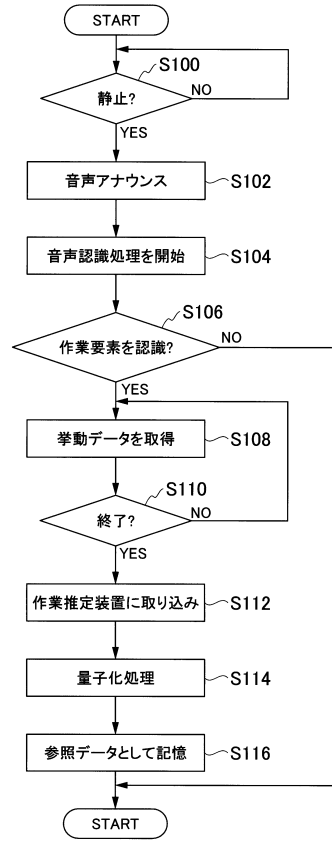 START
S100
静止?
NO
YES
音声アナウンス
S102
音声認識処理を開始
S104
S106
作業要素を認識?
NO
YES
挙動データを取得
S108
S110
終了?
NO
YES
作業推定装置に取り込み
S112
量子化処理
S114
参照データとして記憶
S116
START